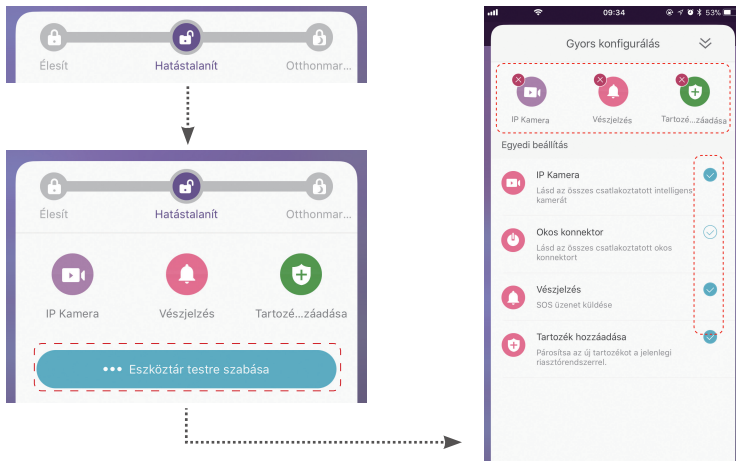 Élesít Hatástalanít Otthonmar...
Élesít Hatástalanít Otthonmar...
IP Kamera Vészjelzés Tartozé...záadása
••• Eszköztár testre szabása
09:34 53%
Gyors konfigurálás
IP Kamera Vészjelzés Tartozé...záadása
Egyedi beállítás
IP Kamera
Lásd az összes csatlakoztatott intelligens
kamerát
Okos konnektor
Lásd az összes csatlakoztatott okos
konnektort
Vészjelzés
SOS üzenet küldése
Tartozék hozzáadása
Párosítsa az új tartozékot a jelenlegi
riasztórendszerrel.